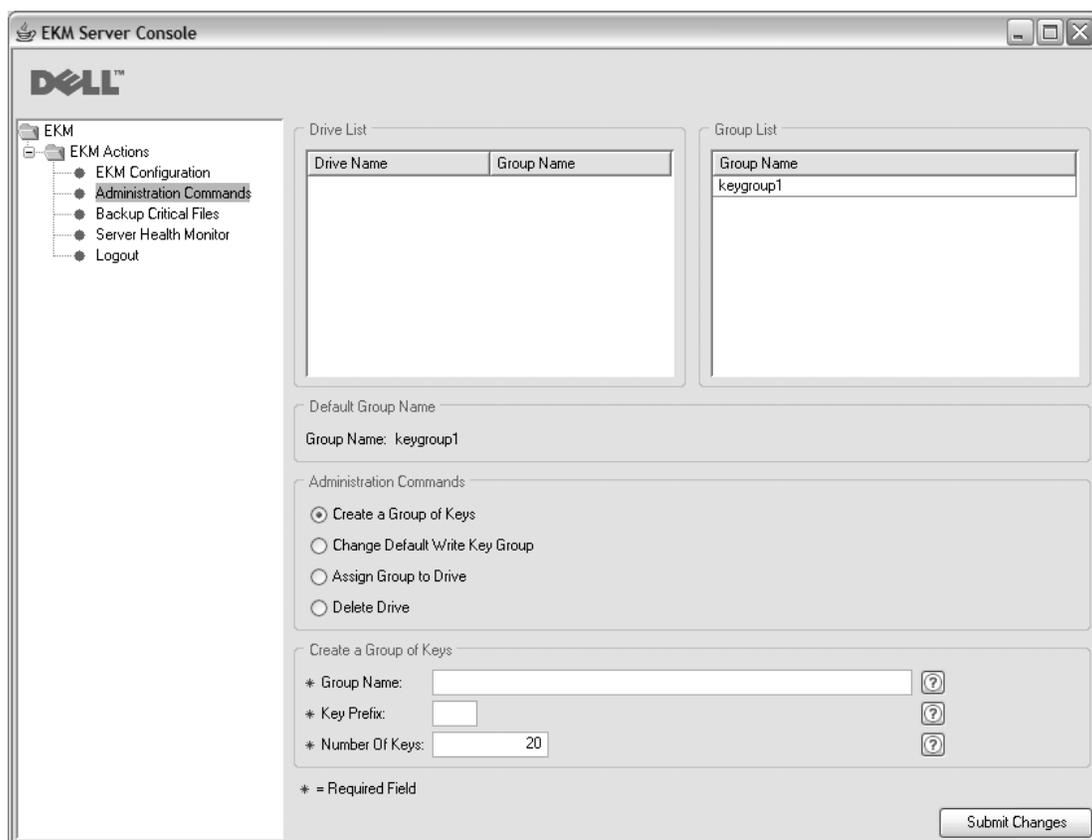 EKM Server Console
DELL™
EKM
EKM Actions
EKM Configuration
Administration Commands
Backup Critical Files
Server Health Monitor
Logout
Drive List
Drive Name Group Name
Group List
Group Name
keygroup1
Default Group Name
Group Name: keygroup1
Administration Commands
Create a Group of Keys
Change Default Write Key Group
Assign Group to Drive
Delete Drive
Create a Group of Keys
* Group Name: ?
* Key Prefix: ?
* Number Of Keys: 20 ?
* = Required Field
Submit Changes